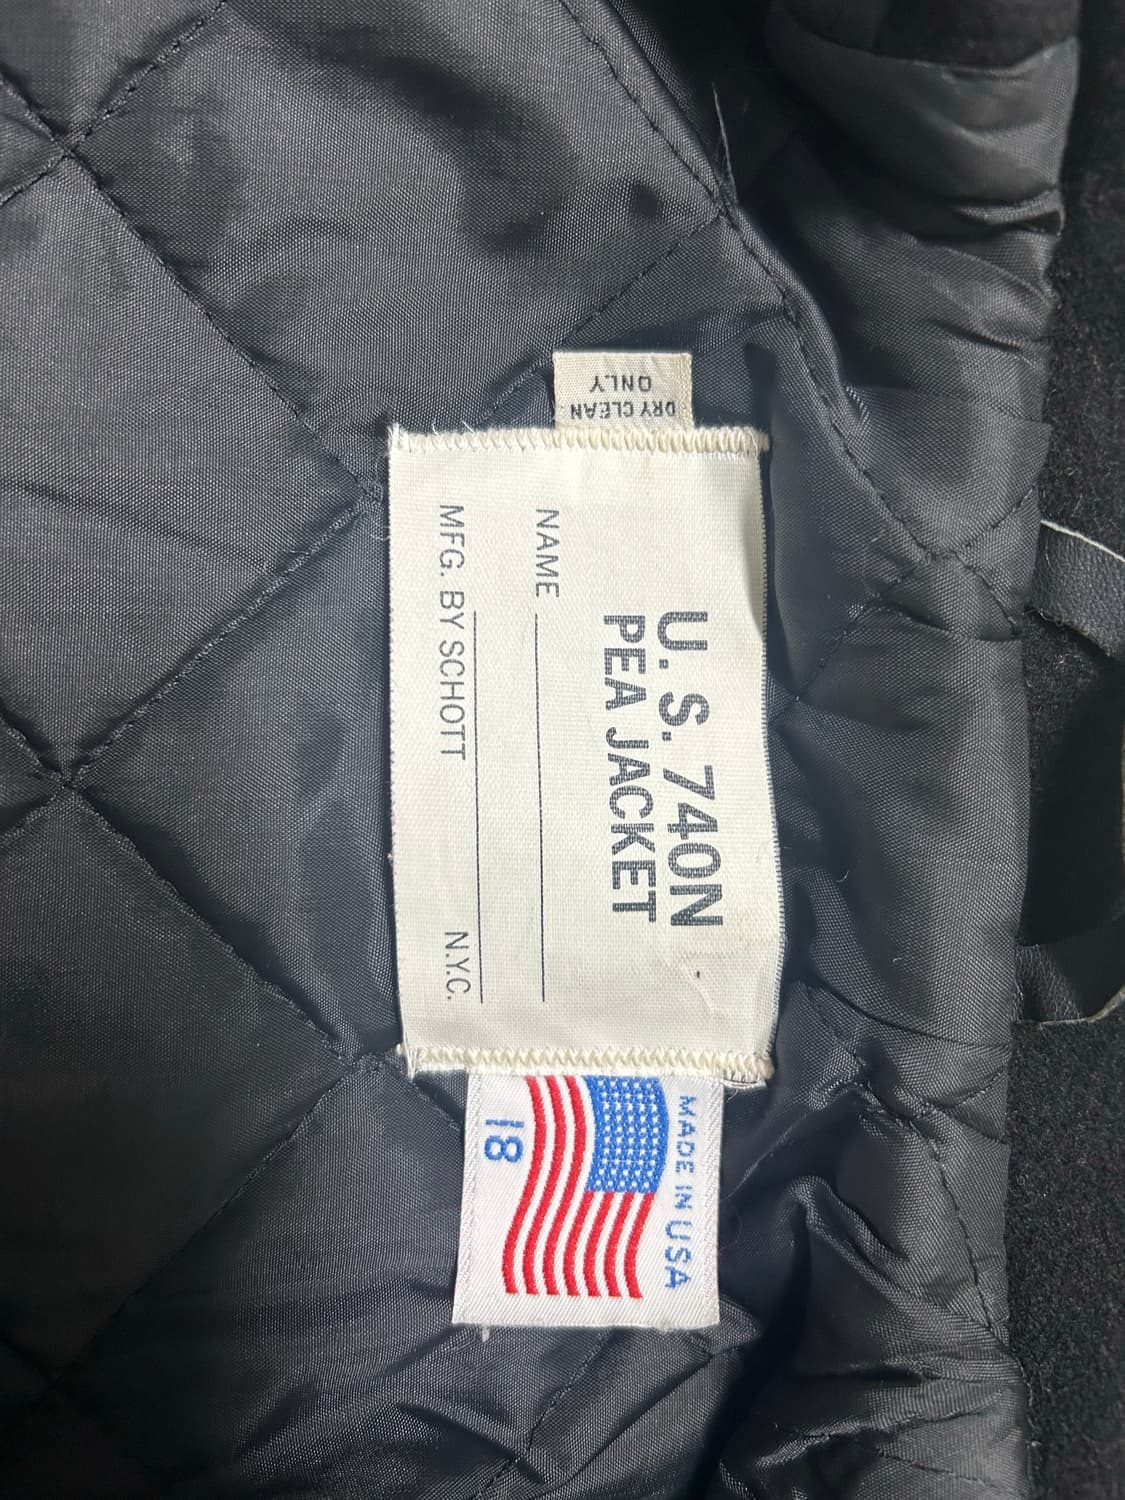 DRY CLEAN
ONLY
U. S. 740N
PEA JACKET
NAME
MFG. BY SCHOTT N.Y.C.
MADE IN USA
18